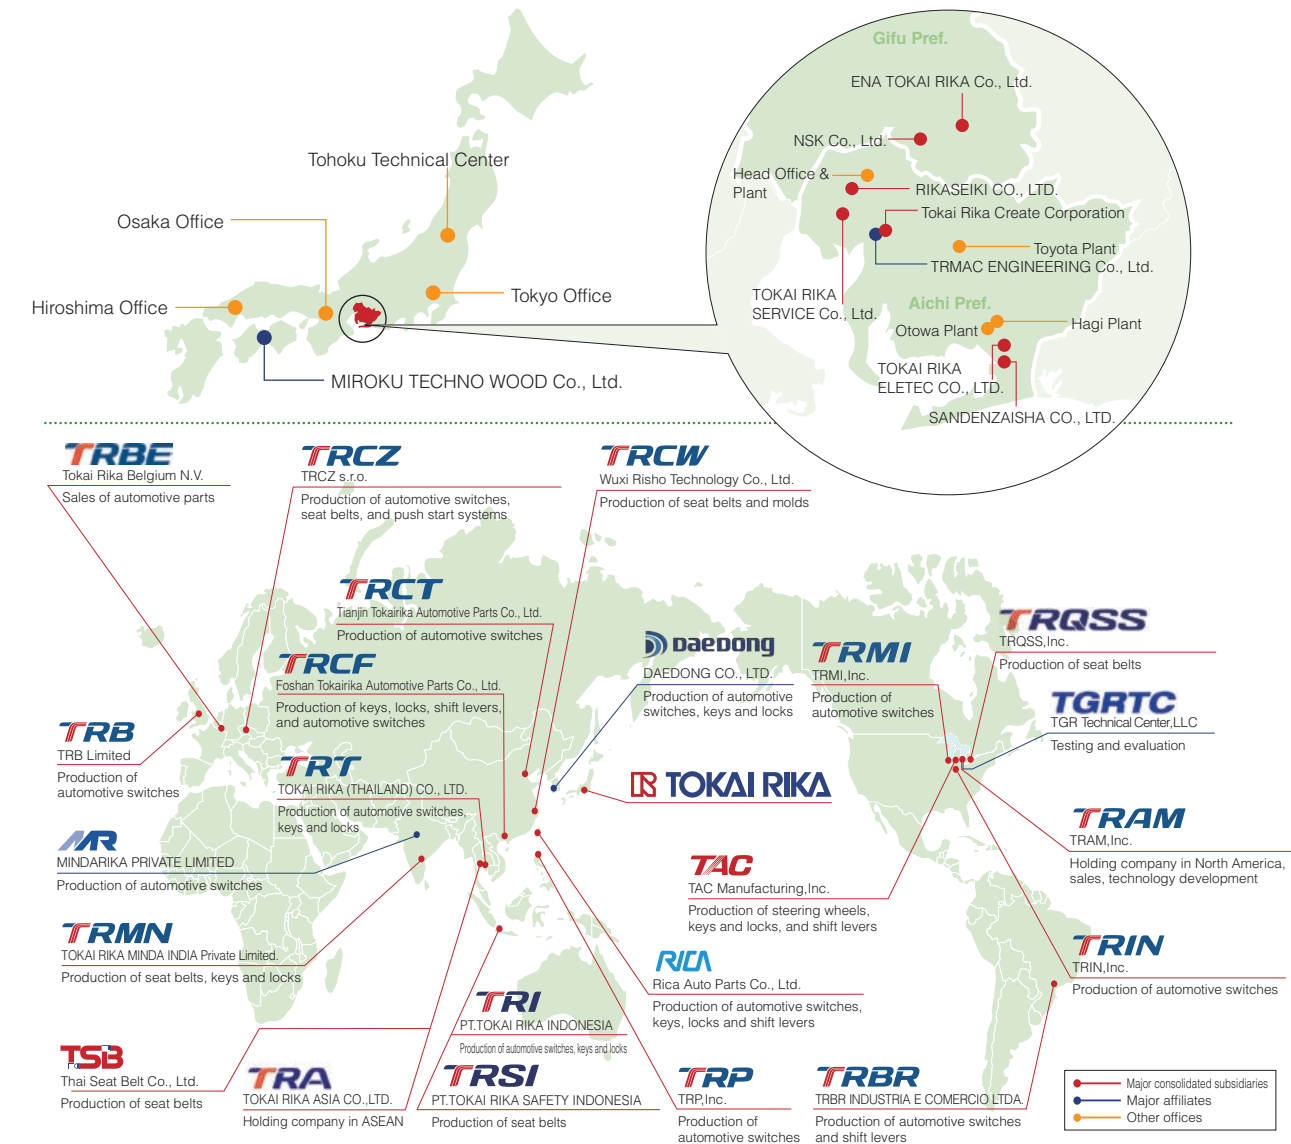 Gifu Pref.
ENA TOKAI RIKA Co., Ltd.
NSK Co., Ltd.
Head Office &
Plant
RIKASEIKI CO., LTD.
Tokai Rika Create Corporation
Toyota Plant
TRMAC ENGINEERING Co., Ltd.
TOKAI RIKA
SERVICE Co., Ltd.
Aichi Pref.
Otowa Plant
Hagi Plant
TOKAI RIKA
ELETEC CO., LTD.
SANDENZAISHA CO., LTD.
Tohoku Technical Center
Osaka Office
Hiroshima Office
Tokyo Office
MIROKU TECHNO WOOD Co., Ltd.
TRBE
Tokai Rika Belgium N.V.
Sales of automotive parts
TRCZ
TRCZ s.r.o.
Production of automotive switches,
seat belts, and push start systems
TRCW
Wuxi Risho Technology Co., Ltd.
Production of seat belts and molds
TRCT
Tianjin Tokairika Automotive Parts Co., Ltd.
Production of automotive switches
TRCF
Foshan Tokairika Automotive Parts Co., Ltd.
Production of keys, locks, shift levers,
and automotive switches
DAEDONG
DAEDONG CO., LTD.
Production of automotive
switches, keys and locks
TRMI
TRMI,Inc.
Production of
automotive switches
TRQSS
TRQSS,Inc.
Production of seat belts
TGRTC
TGR Technical Center,LLC
Testing and evaluation
TRB
TRB Limited
Production of
automotive switches
TRT
TOKAI RIKA (THAILAND) CO., LTD.
Production of automotive switches,
keys and locks
TOKAI RIKA
MR
MINDARIKA PRIVATE LIMITED
Production of automotive switches
TRAM
TRAM,Inc.
Holding company in North America,
sales, technology development
TAC
TAC Manufacturing,Inc.
Production of steering wheels,
keys and locks, and shift levers
TRMN
TOKAI RIKA MINDA INDIA Private Limited.
Production of seat belts, keys and locks
TRIN
TRIN,Inc.
Production of automotive switches
RICA
Rica Auto Parts Co., Ltd.
Production of automotive switches,
keys, locks and shift levers
TRI
PT.TOKAI RIKA INDONESIA
Production of automotive switches, keys and locks
TSB
Thai Seat Belt Co., Ltd.
Production of seat belts
TRA
TOKAI RIKA ASIA CO.,LTD.
Holding company in ASEAN
TRSI
PT.TOKAI RIKA SAFETY INDONESIA
Production of seat belts
TRP
TRP,Inc.
Production of
automotive switches
TRBR
TRBR INDUSTRIA E COMERCIO LTDA.
Production of automotive switches
and shift levers
Major consolidated subsidiaries
Major affiliates
Other offices